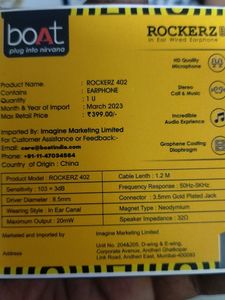 boAt
plug into nirvana
ROCKERZ
In Ear Wired Earphone
HD Quality
Microphone
Stereo
Call & Music
Incredible
Audio Experience
Graphene Coating
Diaphragm
Product Name : ROCKERZ 402
Contains : EARPHONE
Quantity : 1 U
Month & Year of Import : March 2023
Max Retail Price : ₹399.00/-
Imported By: Imagine Marketing Limited
For Customer Assistance or Feedback:-
Email: care@boatindia.com
Phone: +91-11-47034564
Country of Origin : China
Product Model : ROCKERZ 402
Cable Lenth : 1.2 M
Sensitivity : 103 ± 3dB
Frequency Response : 50Hz-5KHz
Driver Diameter : 8.5mm
Connector : 3.5mm Gold Plated Jack
Wearing Style : In Ear Canal
Magnet Type : Neodymium
Maximum Output : 20mW
Speaker Impedance : 32Ω
Marketed and Imported by
Imagine Marketing Limited
Unit No. 204&205, D-wing & E-wing,
Corporate Avenue, Andheri Ghatkopar
Link Road, Andheri East, Mumbai-400093